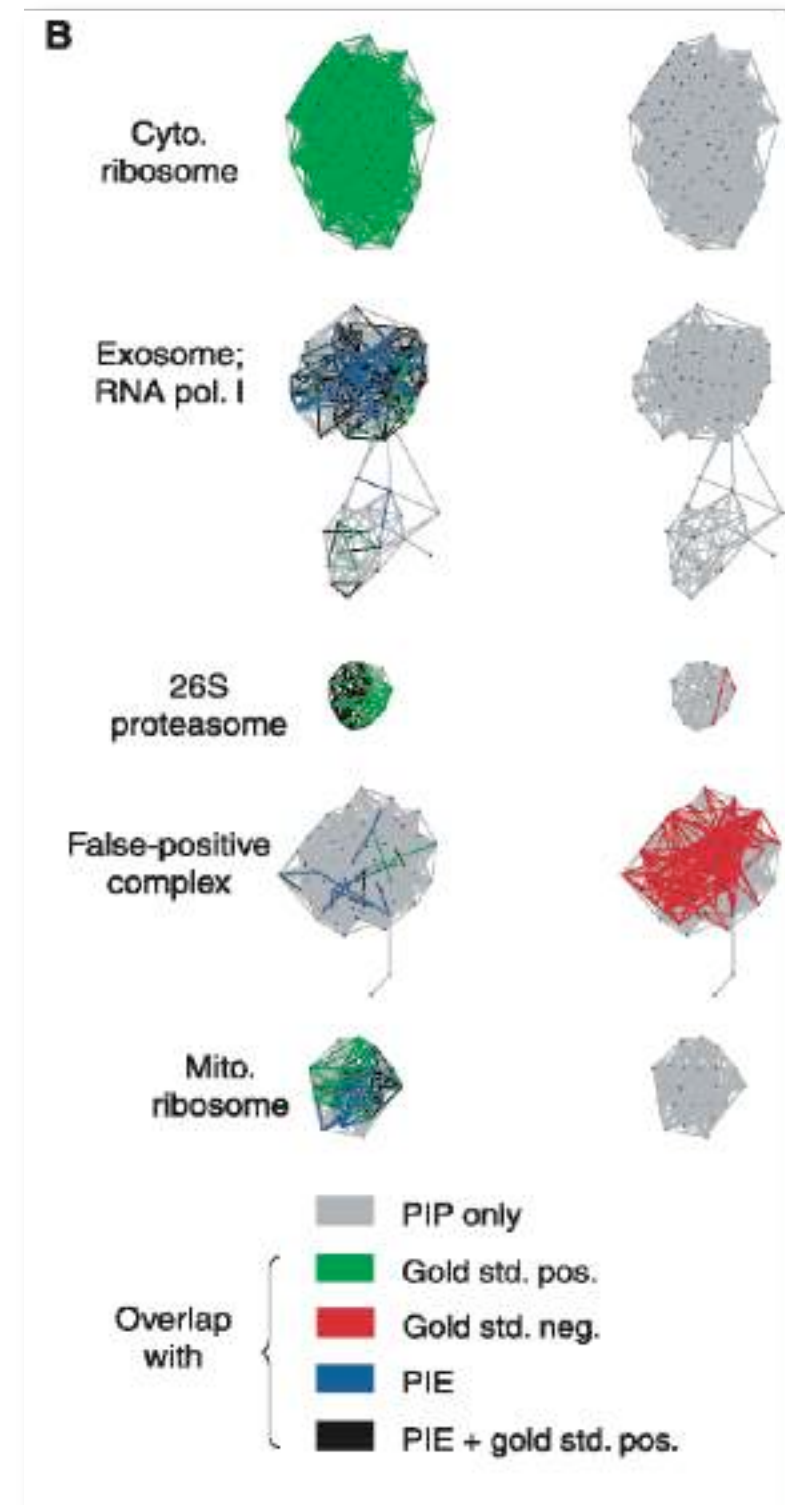 B
Cyto.
ribosome
Exosome;
RNA pol. I
26S
proteasome
False-positive
complex
Mito.
ribosome
PIP only
Overlap
with
Gold std. pos.
Gold std. neg.
PIE
PIE + gold std. pos.